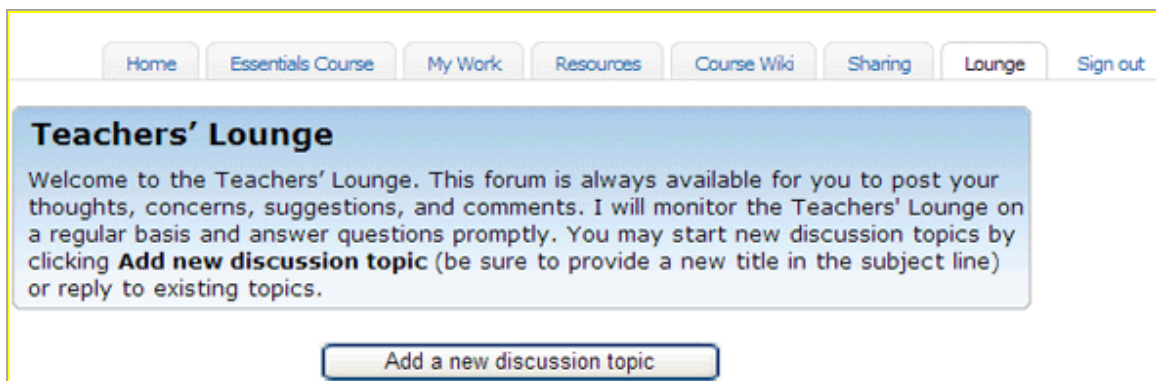 Home Essentials Course My Work Resources Course Wiki Sharing Lounge Sign out
Teachers’ Lounge
Welcome to the Teachers’ Lounge. This forum is always available for you to post your
thoughts, concerns, suggestions, and comments. I will monitor the Teachers' Lounge on
a regular basis and answer questions promptly. You may start new discussion topics by
clicking Add new discussion topic (be sure to provide a new title in the subject line)
or reply to existing topics.
Add a new discussion topic